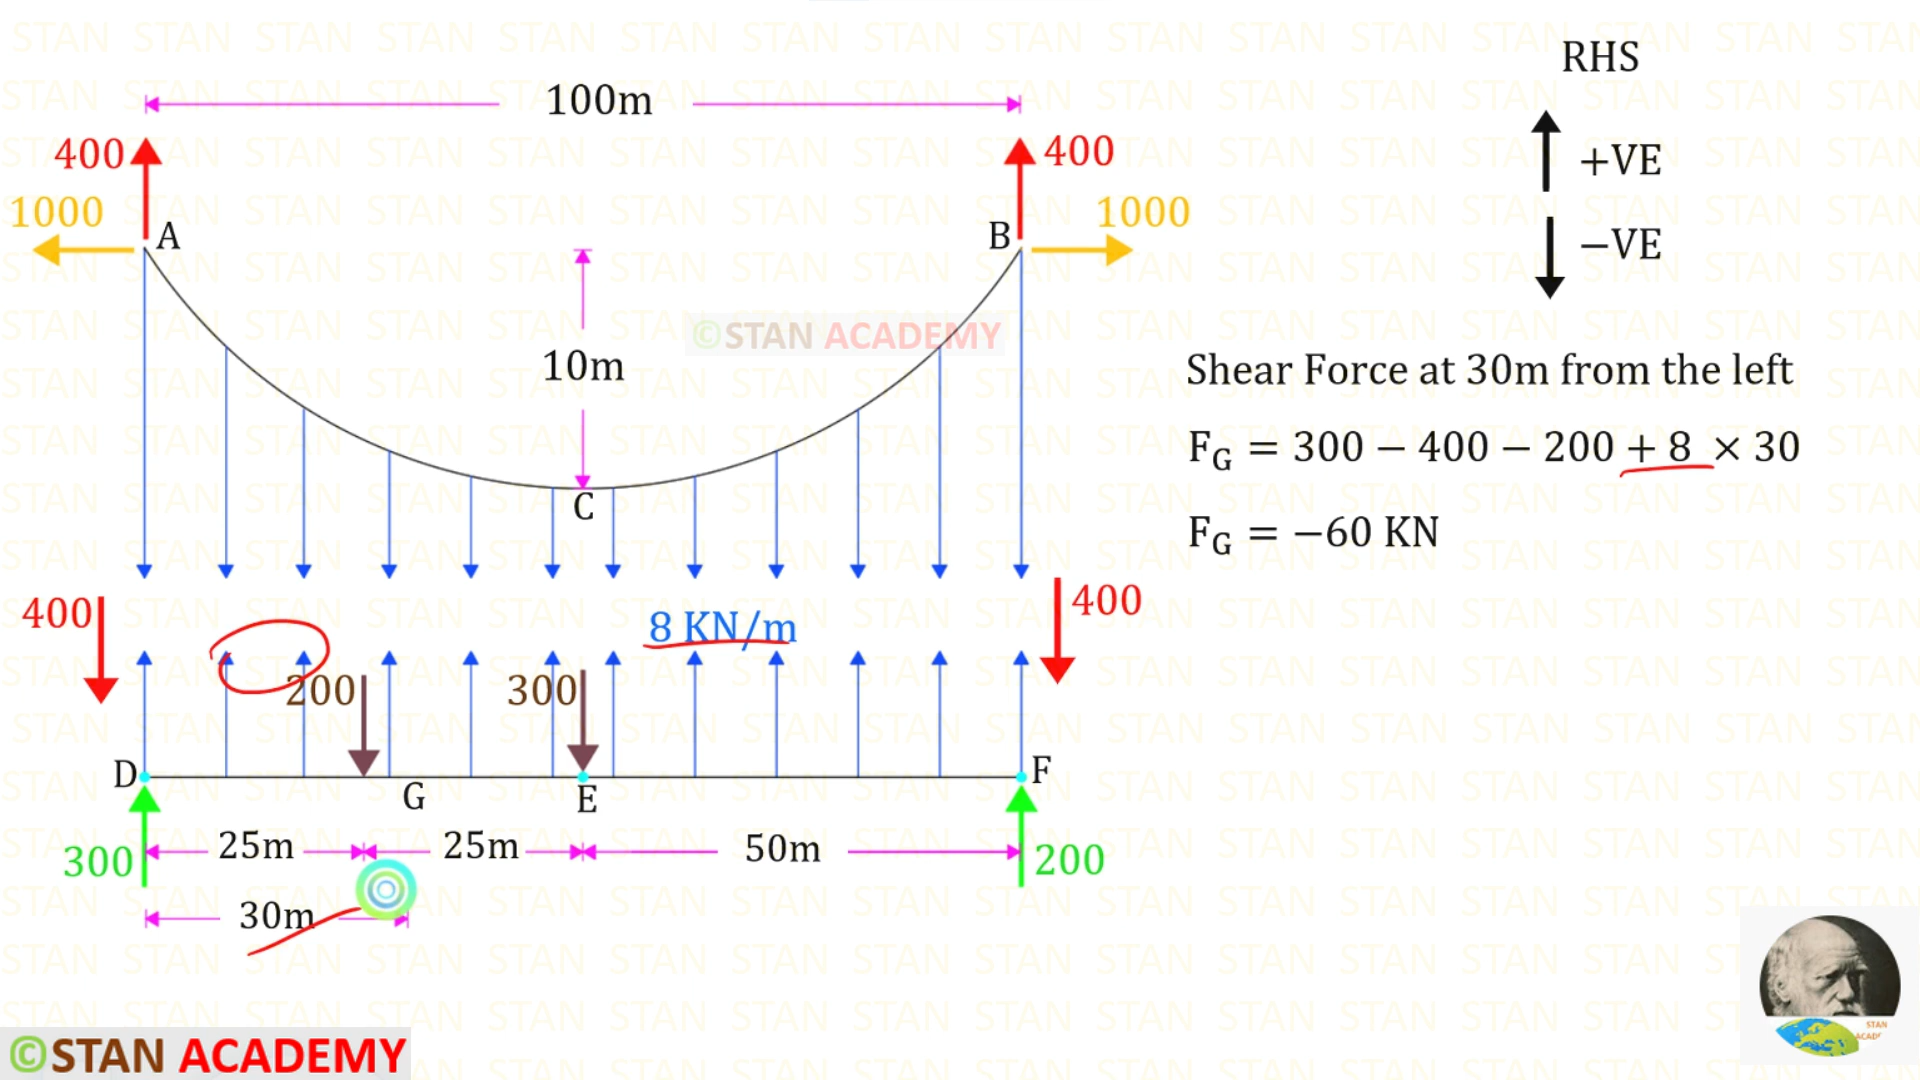 RHS
100m
400
400
+VE
1000
1000
A
B
−VE
©STAN ACADEMY
10m
Shear Force at 30m from the left
F_G = 300 − 400 − 200 + 8 × 30
C
F_G = −60 KN
400
400
8 KN/m
200
300
D
F
G
E
25m
25m
50m
300
200
30m
STAN
©STAN ACADEMY